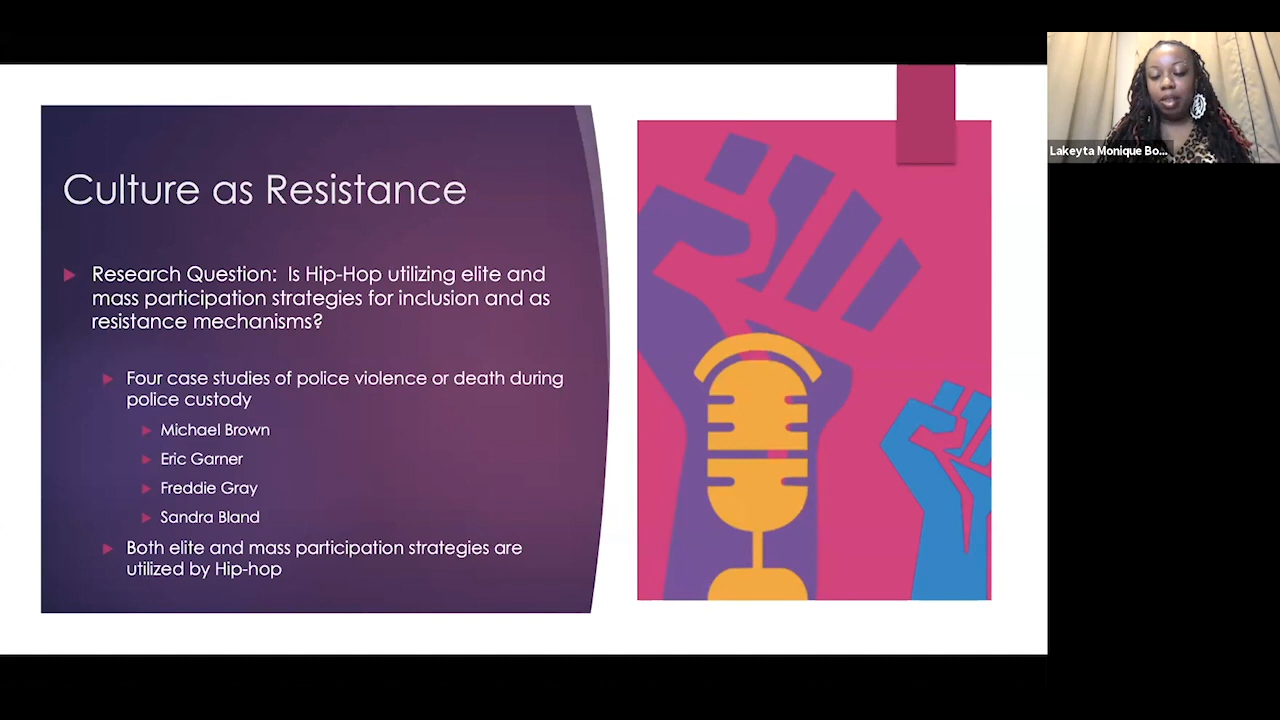 Culture as Resistance
Research Question: Is Hip-Hop utilizing elite and
mass participation strategies for inclusion and as
resistance mechanisms?
Four case studies of police violence or death during
police custody
Michael Brown
Eric Garner
Freddie Gray
Sandra Bland
Both elite and mass participation strategies are
utilized by Hip-hop
Lakeyta Monique Bo...